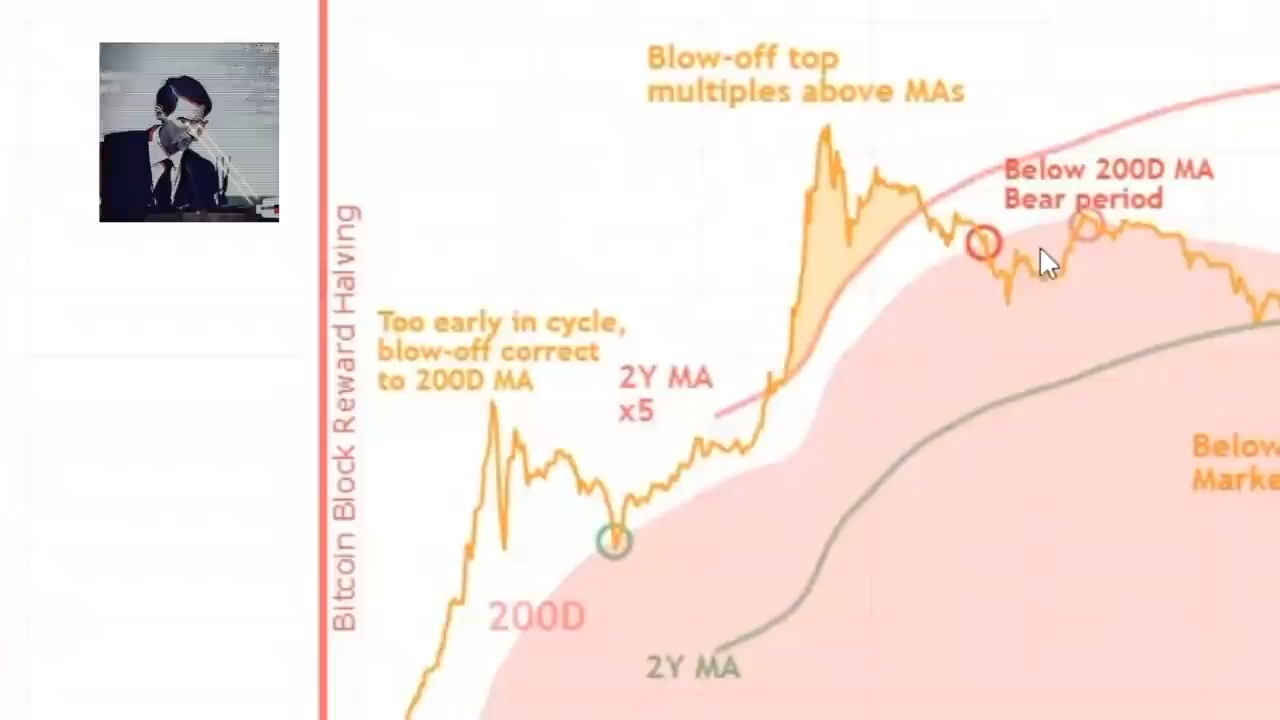 Blow-off top
multiples above MAs
Below 200D MA
Bear period
Bitcoin Block Reward Halving
Too early in cycle,
blow-off correct
to 200D MA
2Y MA
x5
Below
Marke
200D
2Y MA